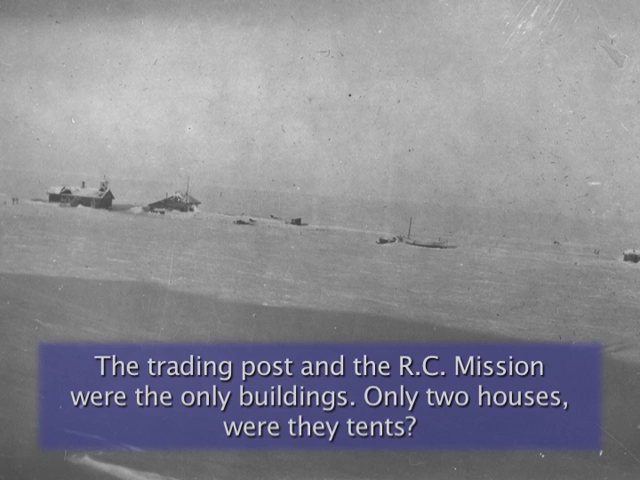 The trading post and the R.C. Mission
were the only buildings. Only two houses,
were they tents?